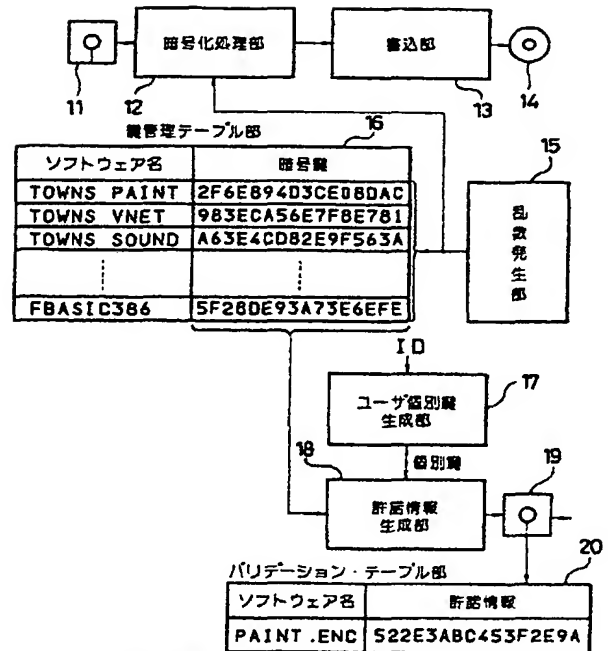 暗号化処理部
書込部
11
12
13
14
鍵管理テーブル部
16
15
ソフトウェア名 暗号鍵
TOWNS PAINT 2F6E894D3CE08DAC
TOWNS VNET 983ECA56E7F8E781
TOWNS SOUND A63E4CD82E9F563A
FBASIC386 5F28DE93A73E6EFE
乱数発生部
ID
ユーザ個別鍵
生成部
17
18
個別鍵
19
許諾情報
生成部
20
バリデーション・テーブル部
ソフトウェア名 許諾情報
PAINT.ENC 522E3ABC453F2E9A